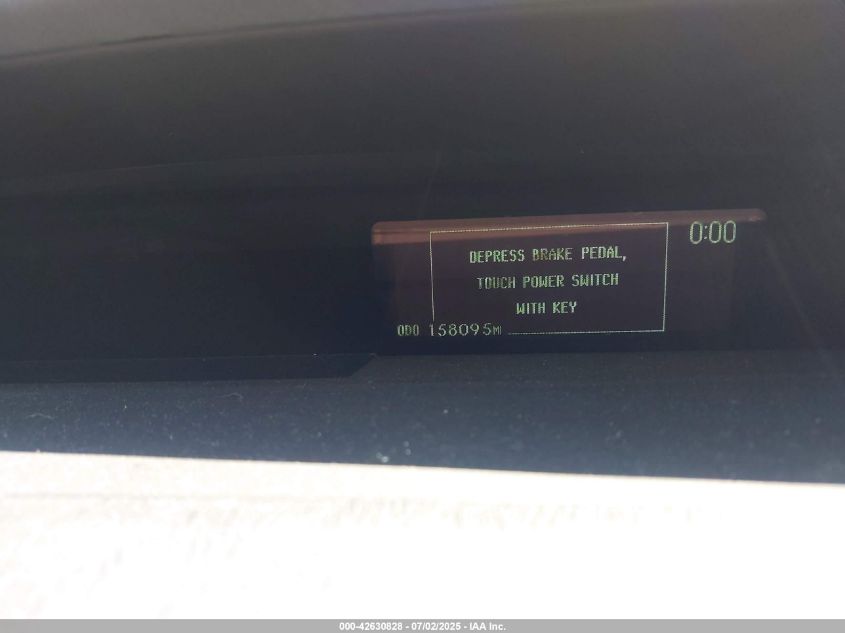 0:00
DEPRESS BRAKE PEDAL,
TOUCH POWER SWITCH
WITH KEY
ODO 158095MI
000-42630828 - 07/02/2025 - IAA Inc.